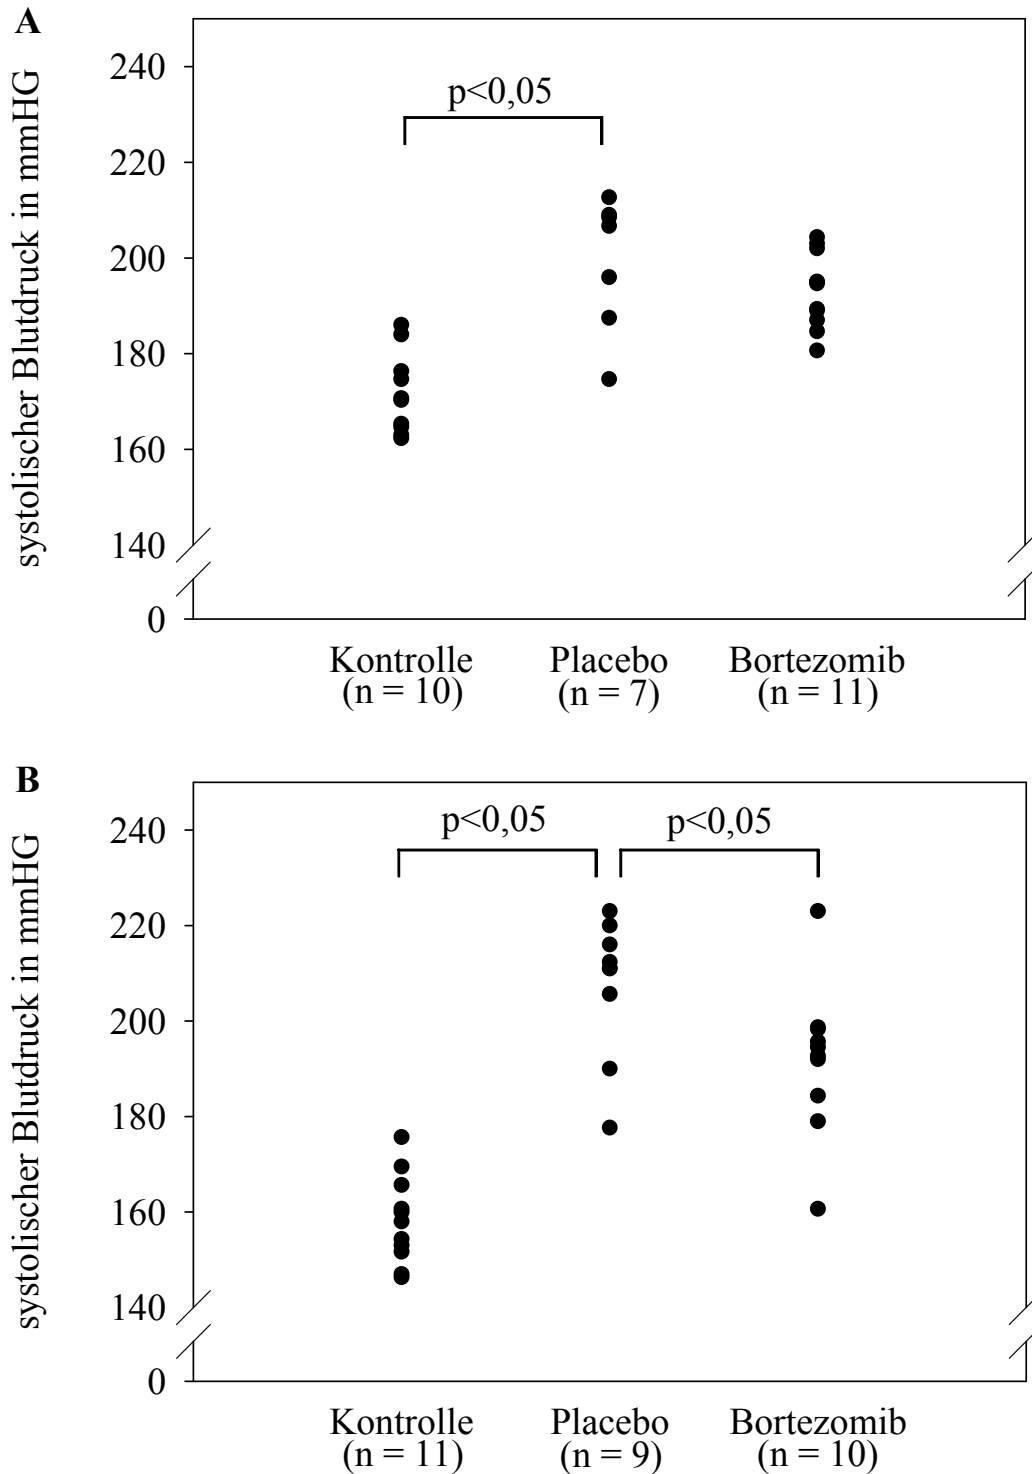 A
systolischer Blutdruck in mmHG
240
220
200
180
160
140
0
p<0,05
Kontrolle Placebo Bortezomib
(n = 10) (n = 7) (n = 11)
B
systolischer Blutdruck in mmHG
240
220
200
180
160
140
0
p<0,05 p<0,05
Kontrolle Placebo Bortezomib
(n = 11) (n = 9) (n = 10)